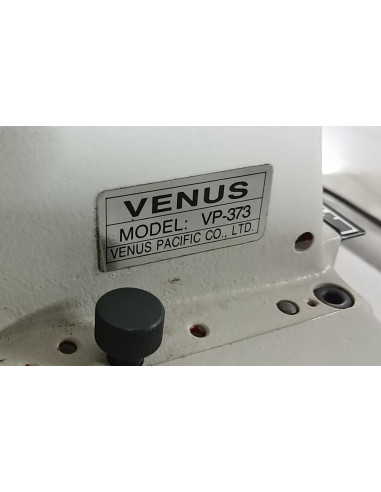 VENUS
MODEL: VP-373
VENUS PACIFIC CO., LTD.